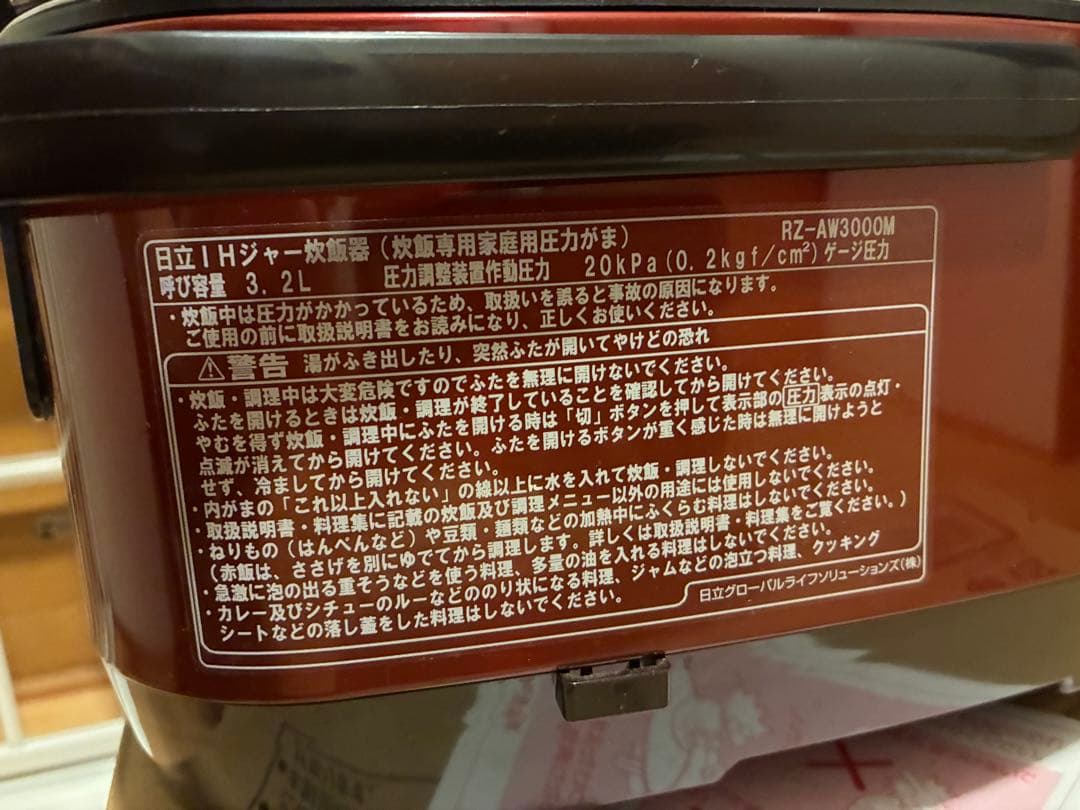 日立IHジャー炊飯器(炊飯専用家庭用圧力がま) RZ-AW3000M
呼び容量 3.2L 圧力調整装置作動圧力 20kPa(0.2kgf/cm²)ゲージ圧力
・炊飯中は圧力がかかっているため、取扱いを誤ると事故の原因になります。
ご使用の前に取扱説明書をお読みになり、正しくお使いください。
⚠警告 湯がふき出したり、突然ふたが開いてやけどの恐れ
・炊飯・調理中は大変危険ですのでふたを無理に開けないでください。
ふたを開けるときは炊飯・調理が終了していることを確認してから開けてください。
やむを得ず炊飯・調理中にふたを開ける時は「切」ボタンを押して表示部の圧力表示の点灯・
点滅が消えてから開けてください。ふたを開けるボタンが重く感じた時は無理に開けようと
せず、冷ましてから開けてください。
・内がまの「これ以上入れない」の線以上に水を入れて炊飯・調理しないでください。
・取扱説明書・料理集に記載の炊飯及び調理メニュー以外の用途には使用しないでください。
・ねりもの(はんぺんなど)や豆類・麺類などの加熱中にふくらむ料理はしないでください。
(赤飯は、ささげを別にゆでてから調理します。詳しくは取扱説明書・料理集をご覧ください。)
・急激に泡の出る重そうなどを使う料理、多量の油を入れる料理はしないでください。
・カレー及びシチューのルーなどののり状になる料理、ジャムなどの泡立つ料理、クッキング
シートなどの落し蓋をした料理はしないでください。
日立グローバルライフソリューションズ(株)